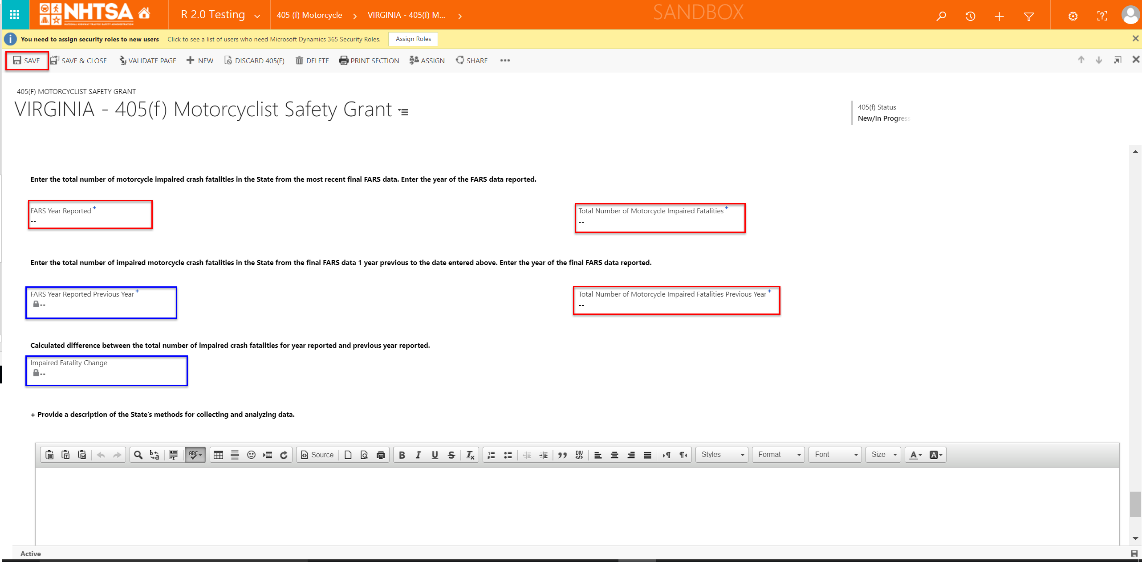 NHTSA
R 2.0 Testing
405 (f) Motorcycle
VIRGINIA - 405(f) M...
SANDBOX
You need to assign security roles to new users Click to see a list of users who need Microsoft Dynamics 365 Security Roles. Assign Roles
SAVE SAVE & CLOSE VALIDATE PAGE NEW DISCARD 405(F) DELETE PRINT SECTION ASSIGN SHARE •••
405(F) MOTORCYCLIST SAFETY GRANT
VIRGINIA - 405(f) Motorcyclist Safety Grant
405(f) Status
New/In Progress
Enter the total number of motorcycle impaired crash fatalities in the State from the most recent final FARS data. Enter the year of the FARS data reported.
FARS Year Reported *
--
Total Number of Motorcycle Impaired Fatalities *
--
Enter the total number of impaired motorcycle crash fatalities in the State from the final FARS data 1 year previous to the date entered above. Enter the year of the final FARS data reported.
FARS Year Reported Previous Year *
--
Total Number of Motorcycle Impaired Fatalities Previous Year *
--
Calculated difference between the total number of impaired crash fatalities for year reported and previous year reported.
Impaired Fatality Change
--
+ Provide a description of the State's methods for collecting and analyzing data.
Source B I U S Tx Styles Format Font Size A A
Active